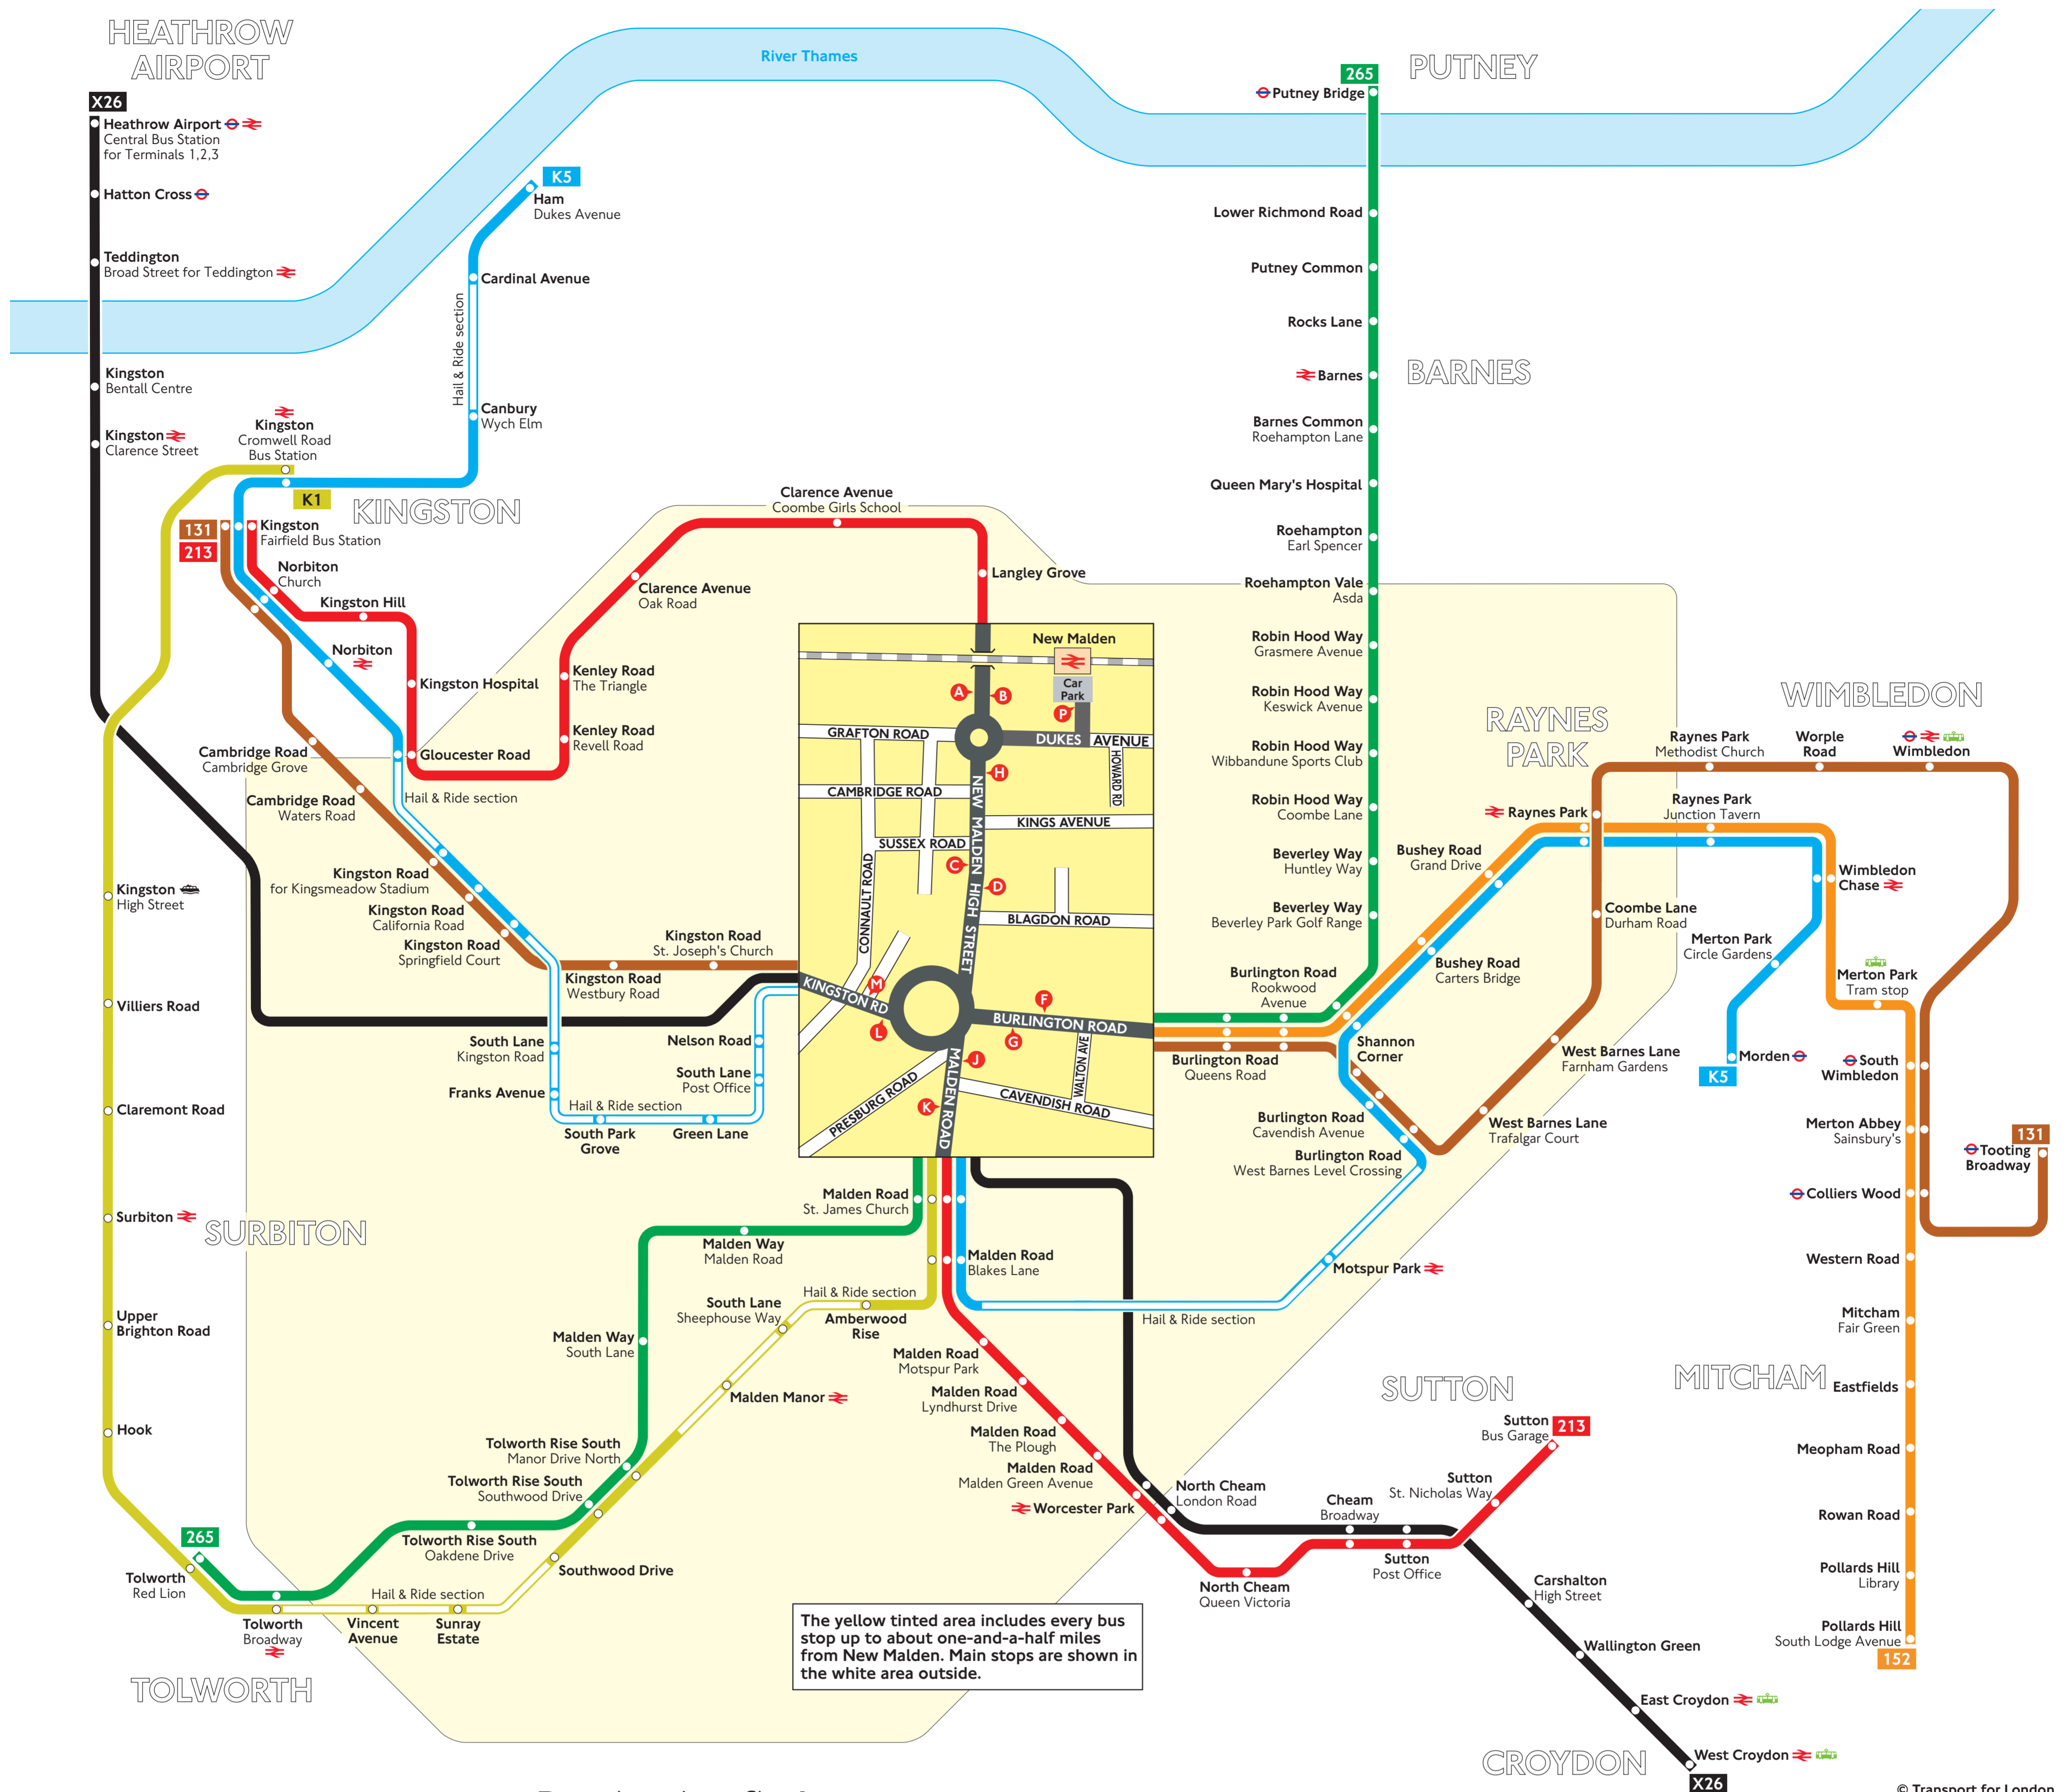 HEATHROW
AIRPORT
X26
Heathrow Airport
Central Bus Station
for Terminals 1,2,3
Hatton Cross
Teddington
Broad Street for Teddington
Kingston
Bentall Centre
Kingston
Clarence Street
River Thames
K5
Ham
Dukes Avenue
Cardinal Avenue
Hail & Ride section
Canbury
Wych Elm
Kingston
Cromwell Road
Bus Station
K1
KINGSTON
131
213
Kingston
Fairfield Bus Station
Norbiton
Church
Kingston Hill
Norbiton
Kingston Hospital
Gloucester Road
Hail & Ride section
Kenley Road
Revell Road
Kenley Road
The Triangle
Clarence Avenue
Oak Road
Clarence Avenue
Coombe Girls School
Langley Grove
Cambridge Road
Cambridge Grove
Cambridge Road
Waters Road
Kingston Road
for Kingsmeadow Stadium
Kingston Road
California Road
Kingston Road
Springfield Court
Kingston Road
Westbury Road
Kingston Road
St. Joseph's Church
South Lane
Kingston Road
Franks Avenue
Hail & Ride section
South Park
Grove
Green Lane
South Lane
Post Office
Nelson Road
Kingston
High Street
Villiers Road
Claremont Road
Surbiton
SURBITON
Upper
Brighton Road
Hook
265
Tolworth
Red Lion
Tolworth
Broadway
TOLWORTH
Hail & Ride section
Vincent
Avenue
Sunray
Estate
Southwood Drive
Tolworth Rise South
Oakdene Drive
Tolworth Rise South
Southwood Drive
Tolworth Rise South
Manor Drive North
Malden Manor
Malden Way
South Lane
South Lane
Sheephouse Way
Hail & Ride section
Amberwood
Rise
Malden Way
Malden Road
Malden Road
St. James Church
Malden Road
Blakes Lane
New Malden
Car
Park
A
B
P
GRAFTON ROAD
DUKES AVENUE
HOWARD RD
H
CAMBRIDGE ROAD
KINGS AVENUE
SUSSEX ROAD
NEW MALDEN HIGH STREET
C
D
CONNAULT ROAD
BLAGDON ROAD
KINGSTON RD
M
L
F
BURLINGTON ROAD
G
WALTON AVE
J
K
PRESBURG ROAD
MALDEN ROAD
CAVENDISH ROAD
265
PUTNEY
Putney Bridge
Lower Richmond Road
Putney Common
Rocks Lane
Barnes
BARNES
Barnes Common
Roehampton Lane
Queen Mary's Hospital
Roehampton
Earl Spencer
Roehampton Vale
Asda
Robin Hood Way
Grasmere Avenue
Robin Hood Way
Keswick Avenue
Robin Hood Way
Wibbandune Sports Club
Robin Hood Way
Coombe Lane
Beverley Way
Huntley Way
Beverley Way
Beverley Park Golf Range
Burlington Road
Rookwood
Avenue
Burlington Road
Queens Road
Shannon
Corner
Burlington Road
Cavendish Avenue
Burlington Road
West Barnes Level Crossing
Motspur Park
Hail & Ride section
Bushey Road
Carters Bridge
Bushey Road
Grand Drive
Raynes Park
RAYNES
PARK
WIMBLEDON
Raynes Park
Methodist Church
Worple
Road
Wimbledon
Raynes Park
Junction Tavern
Wimbledon
Chase
Coombe Lane
Durham Road
Merton Park
Circle Gardens
Merton Park
Tram stop
West Barnes Lane
Farnham Gardens
West Barnes Lane
Trafalgar Court
Morden
K5
South
Wimbledon
Merton Abbey
Sainsbury's
131
Tooting
Broadway
Colliers Wood
Western Road
Mitcham
Fair Green
MITCHAM
Eastfields
Meopham Road
Rowan Road
Pollards Hill
Library
Pollards Hill
South Lodge Avenue
152
Malden Road
Motspur Park
Malden Road
Lyndhurst Drive
Malden Road
The Plough
Malden Road
Malden Green Avenue
Worcester Park
North Cheam
London Road
North Cheam
Queen Victoria
Cheam
Broadway
Sutton
Post Office
Sutton
St. Nicholas Way
Sutton
Bus Garage
213
SUTTON
Carshalton
High Street
Wallington Green
East Croydon
West Croydon
CROYDON
X26
The yellow tinted area includes every bus
stop up to about one-and-a-half miles
from New Malden. Main stops are shown in
the white area outside.
© Transport for London